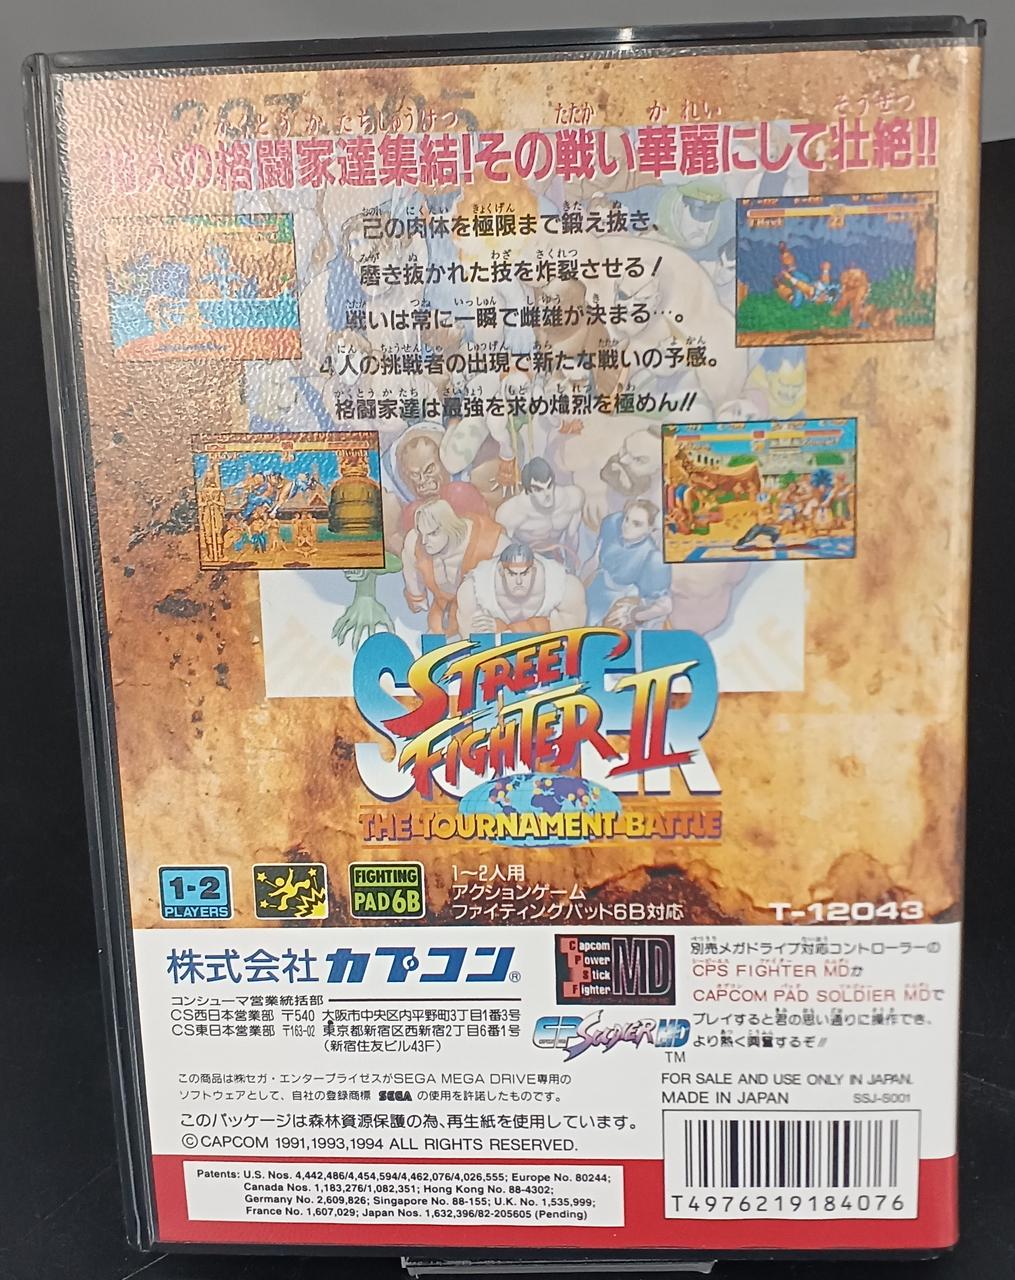 人の格闘家達集結!その戦い華麗にして壮絶!!
己の肉体を極限まで鍛え抜き、
磨き抜かれた技を炸裂させる!
戦いは常に一瞬で雌雄が決まる…。
4人の挑戦者の出現で新たな戦いの予感。
格闘家達は最強を求め熾烈を極めん!!
SUPER
STREET
FIGHTER II
THE TOURNAMENT BATTLE
1-2
PLAYERS
FIGHTING
PAD 6B
1〜2人用
アクションゲーム
ファイティングパッド6B対応
T-12043
株式会社カプコン®
コンシューマ営業統括部
CS西日本営業部 〒540 大阪市中央区内平野町3丁目1番3号
CS東日本営業部 〒163-02 東京都新宿区西新宿2丁目6番1号
(新宿住友ビル43F)
Capcom
Power
Stick
Fighter
MD
別売メガドライブ対応コントローラーの
CPS FIGHTER MDか
CAPCOM PAD SOLDIER MDで
プレイすると君の思い通りに操作でき、
より熱く興奮するぞ!!
TM
この商品は㈱セガ・エンタープライゼスがSEGA MEGA DRIVE専用の
ソフトウェアとして、自社の登録商標 SEGA の使用を許諾したものです。
このパッケージは森林資源保護の為、再生紙を使用しています。
©CAPCOM 1991,1993,1994 ALL RIGHTS RESERVED.
FOR SALE AND USE ONLY IN JAPAN.
MADE IN JAPAN SSJ-S001
Patents: U.S. Nos. 4,442,486/4,454,594/4,462,076/4,026,555; Europe No. 80244;
Canada Nos. 1,183,276/1,082,351; Hong Kong No. 88-4302;
Germany No. 2,609,826; Singapore No. 88-155; U.K. No. 1,535,999;
France No. 1,607,029; Japan Nos. 1,632,396/82-205605 (Pending)
T4976219184076